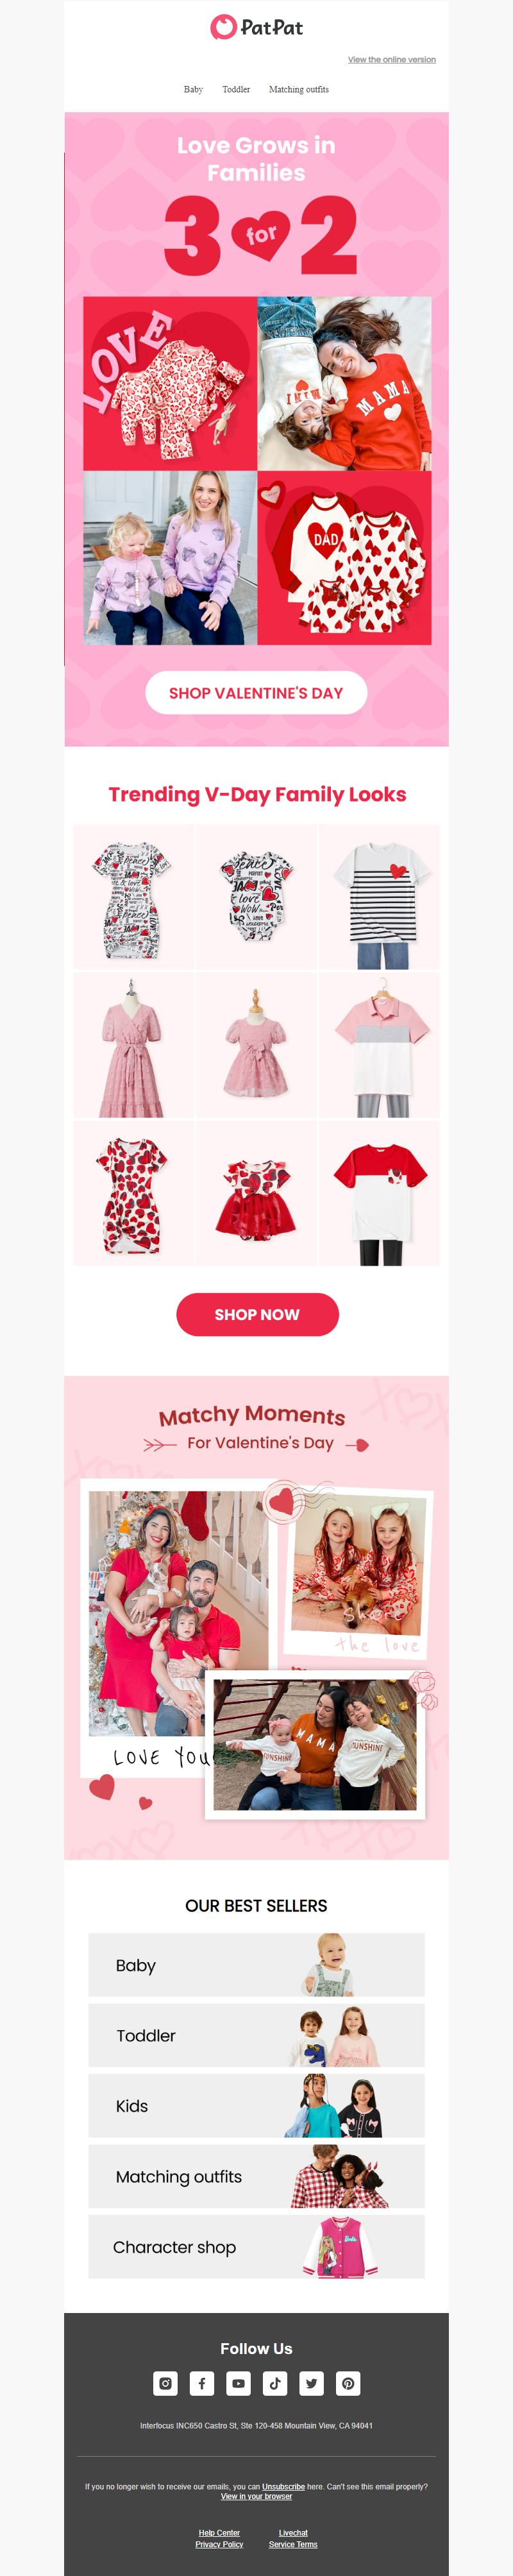 PatPat
View the online version
Baby
Toddler
Matching outfits
Love Grows in
Families
3 for 2
LOVE
MAMA
DAD
SHOP VALENTINE'S DAY
Trending V-Day Family Looks
SHOP NOW
Matchy Moments
For Valentine's Day
the love
LOVE YOU
MAMA
SUNSHINE
SUNSHINE
OUR BEST SELLERS
Baby
Toddler
Kids
Matching outfits
Character shop
Follow Us
Interfocus INC650 Castro St, Ste 120-458 Mountain View, CA 94041
If you no longer wish to receive our emails, you can Unsubscribe here. Can't see this email properly?
View in your browser
Help Center
Livechat
Privacy Policy
Service Terms